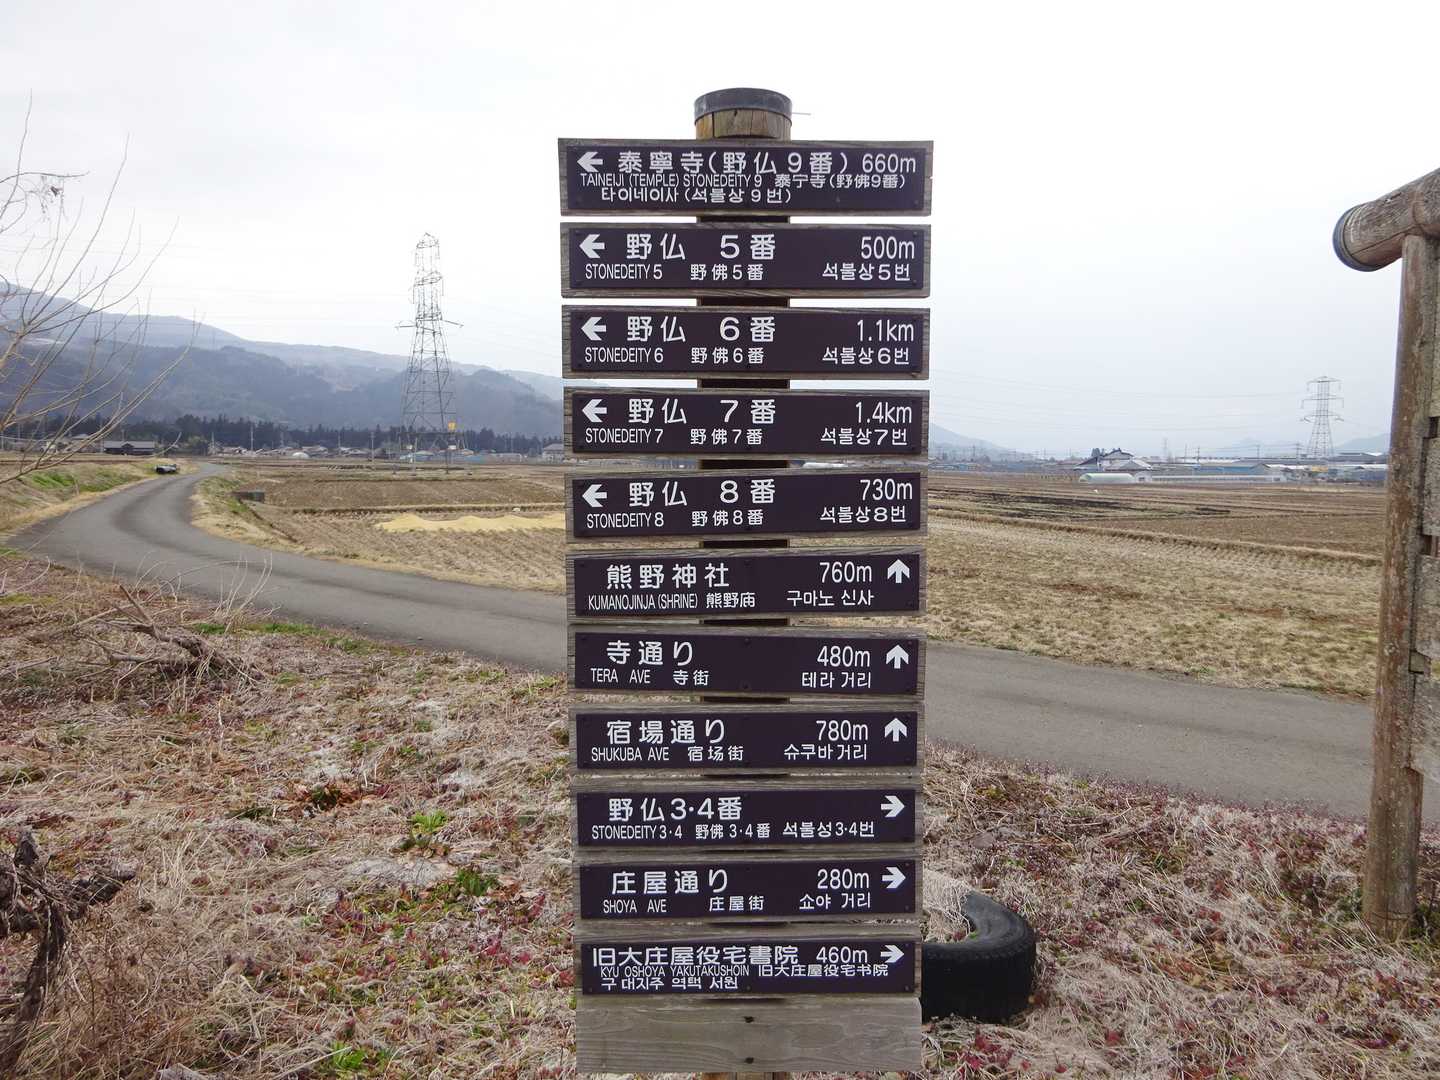 ← 泰寧寺(野仏9番) 660m
TAINEIJI (TEMPLE) STONEDEITY 9 泰宁寺(野佛9番)
타이네이사 (석불상 9번)
← 野仏 5番 500m
STONEDEITY 5 野佛5番 석불상5번
← 野仏 6番 1.1km
STONEDEITY 6 野佛6番 석불상6번
← 野仏 7番 1.4km
STONEDEITY 7 野佛7番 석불상7번
← 野仏 8番 730m
STONEDEITY 8 野佛8番 석불상8번
熊野神社 760m ↑
KUMANOJINJA (SHRINE) 熊野庙 구마노 신사
寺通り 480m ↑
TERA AVE 寺街 테라 거리
宿場通り 780m ↑
SHUKUBA AVE 宿场街 슈쿠바거리
野仏3·4番 →
STONEDEITY 3·4 野佛3·4番 석불성3·4번
庄屋通り 280m →
SHOYA AVE 庄屋街 쇼야 거리
旧大庄屋役宅書院 460m →
KYU OSHOYA YAKUTAKUSHOIN 旧大庄屋役宅书院
구 대지주 역택 서원